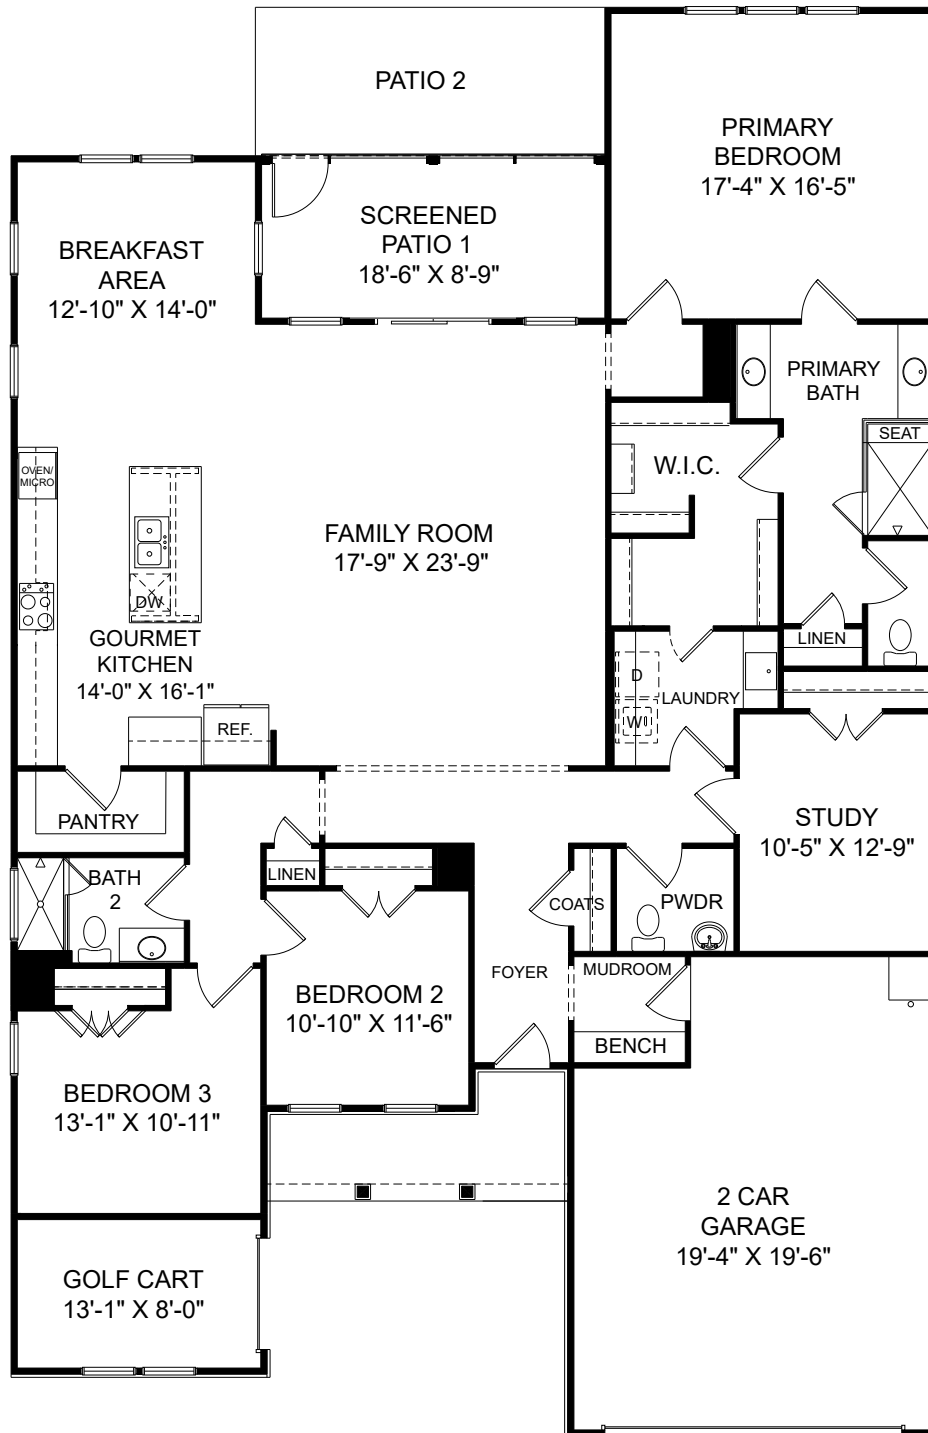 PATIO 2
PRIMARY
BEDROOM
17'-4" X 16'-5"
SCREENED
PATIO 1
18'-6" X 8'-9"
BREAKFAST
AREA
12'-10" X 14'-0"
PRIMARY
BATH
SEAT
W.I.C.
OVEN/
MICRO
FAMILY ROOM
17'-9" X 23'-9"
DW
GOURMET
KITCHEN
14'-0" X 16'-1"
REF.
LINEN
D
LAUNDRY
W
PANTRY
STUDY
10'-5" X 12'-9"
LINEN
BATH
2
COATS
PWDR
FOYER
MUDROOM
BENCH
BEDROOM 2
10'-10" X 11'-6"
BEDROOM 3
13'-1" X 10'-11"
2 CAR
GARAGE
19'-4" X 19'-6"
GOLF CART
13'-1" X 8'-0"